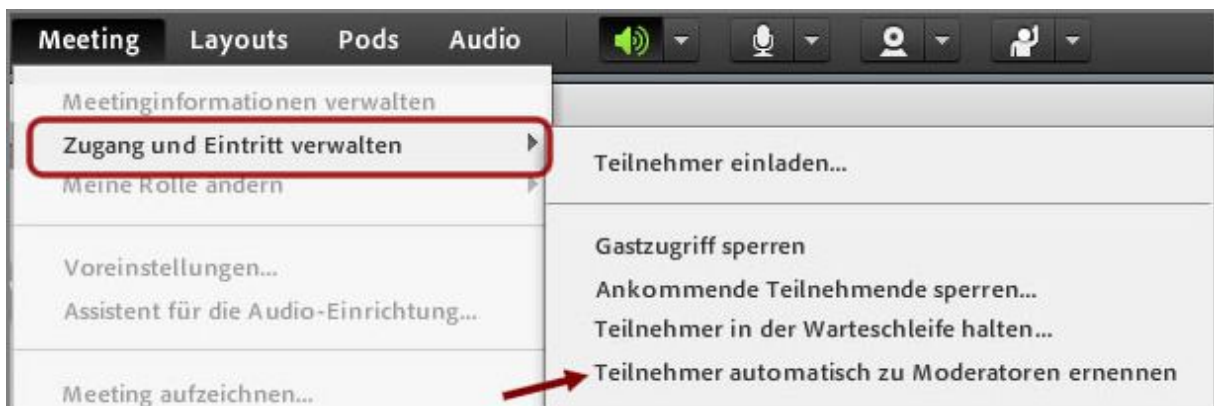 Meeting Layouts Pods Audio
Meetinginformationen verwalten
Zugang und Eintritt verwalten
Meine Rolle ändern
Voreinstellungen...
Assistent für die Audio-Einrichtung...
Meeting aufzeichnen...
Teilnehmer einladen...
Gastzugriff sperren
Ankommende Teilnehmende sperren...
Teilnehmer in der Warteschleife halten...
Teilnehmer automatisch zu Moderatoren ernennen